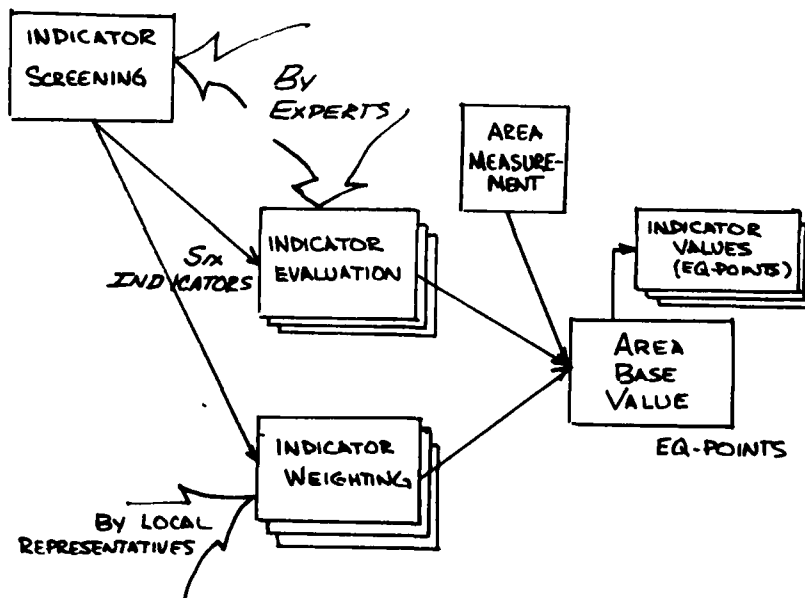 INDICATOR
SCREENING
By
EXPERTS
AREA
MEASURE-
MENT
INDICATOR
VALUES
(EQ-POINTS)
SIX
INDICATORS
INDICATOR
EVALUATION
AREA
BASE
VALUE
EQ-POINTS
INDICATOR
WEIGHTING
BY LOCAL
REPRESENTATIVES